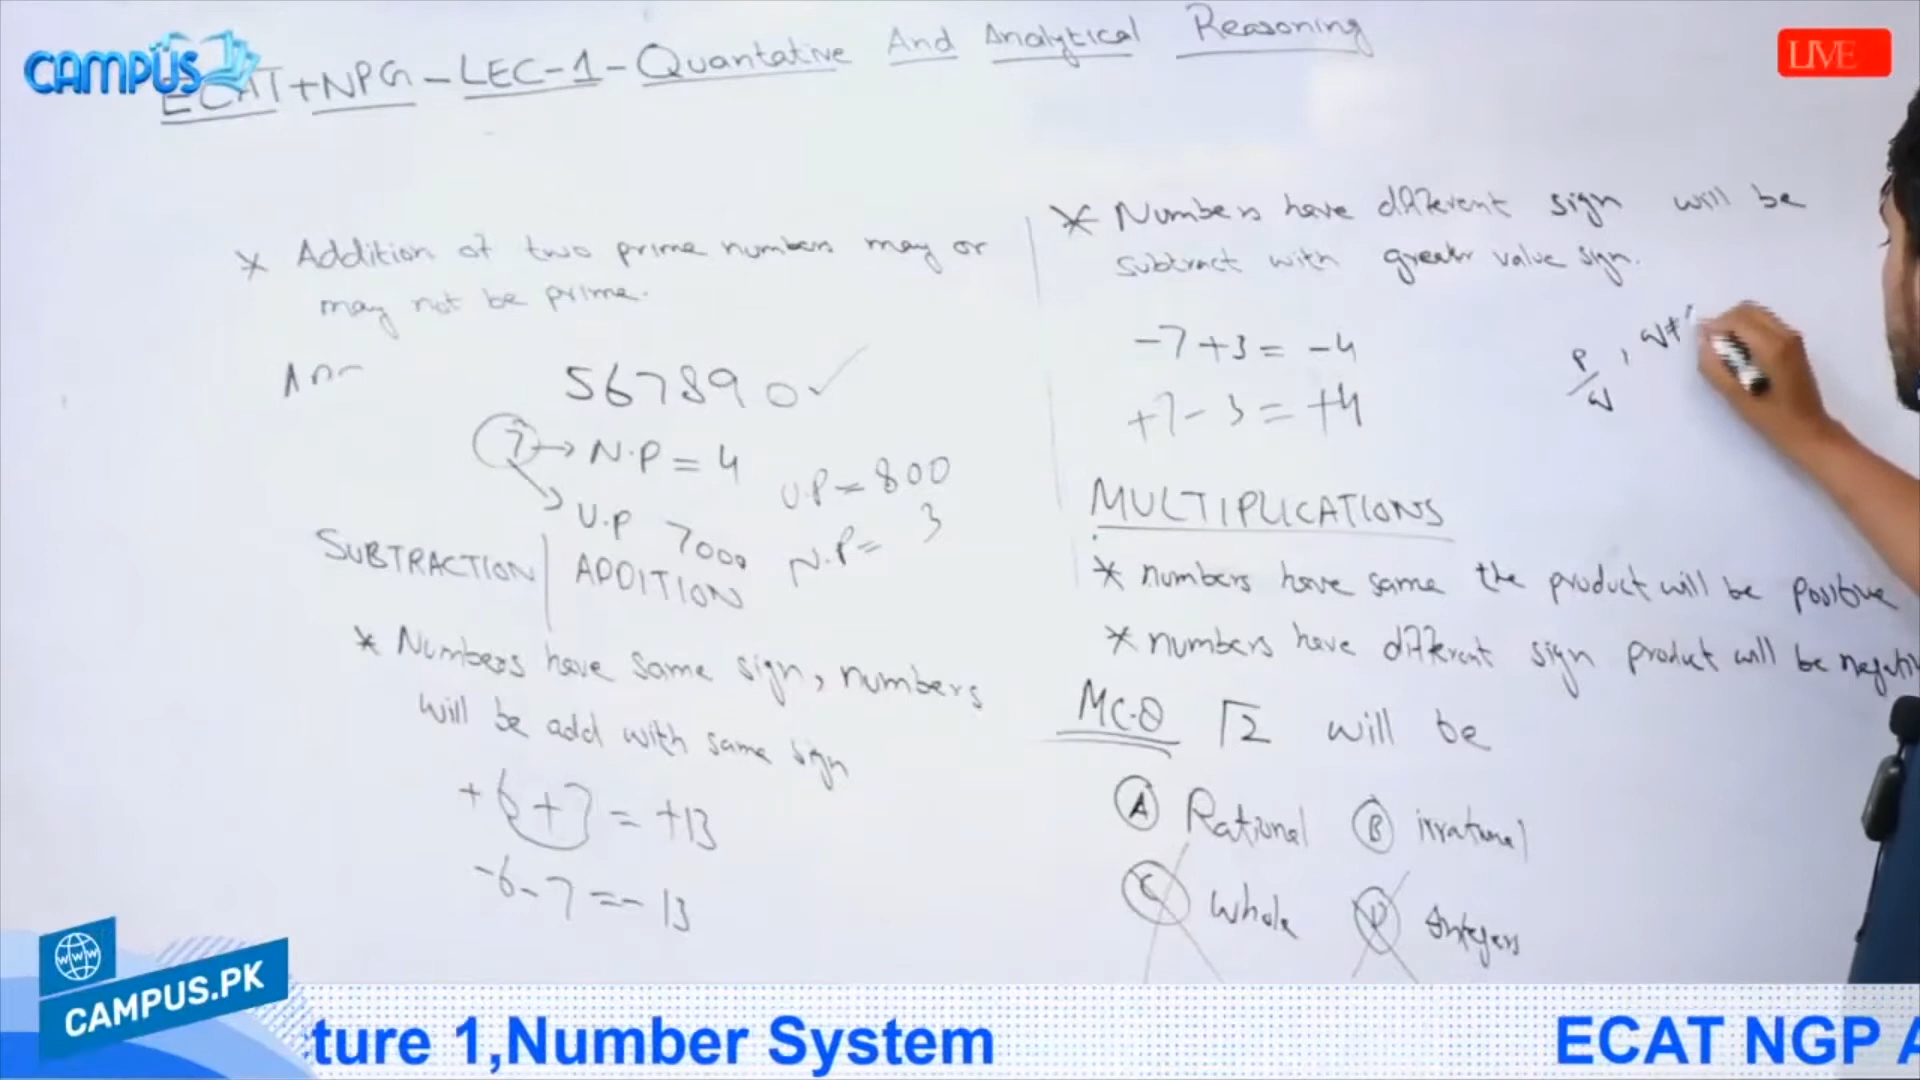 CAMPUS
LIVE
ECAT+NPG-LEC-1-Quantative And Analytical Reasoning
* Addition of two prime numbers may or
may not be prime.
567890✓
7 → N.P = 4
U.P 7000
U.P = 800
N.P = 3
SUBTRACTION | ADDITION
* Numbers have same sign, numbers
will be add with same sign
+6+7 = +13
-6-7 = -13
* Numbers have different sign will be
subtract with greater value sign.
-7+3 = -4
+7-3 = +4
P/
MULTIPLICATIONS
* numbers have same the product will be positive
* numbers have different sign product will be negativ
MC.Q √2 will be
(A) Rational (B) irrational
(C) Whole (D) Integers
www
CAMPUS.PK
ture 1,Number System
ECAT NGP A